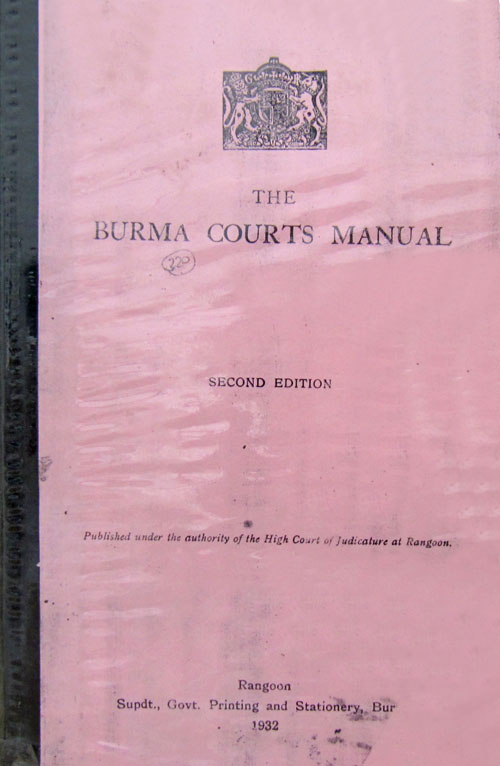 THE
BURMA COURTS MANUAL
220
SECOND EDITION
Published under the authority of the High Court of Judicature at Rangoon.
Rangoon
Supdt., Govt. Printing and Stationery, Bur
1932